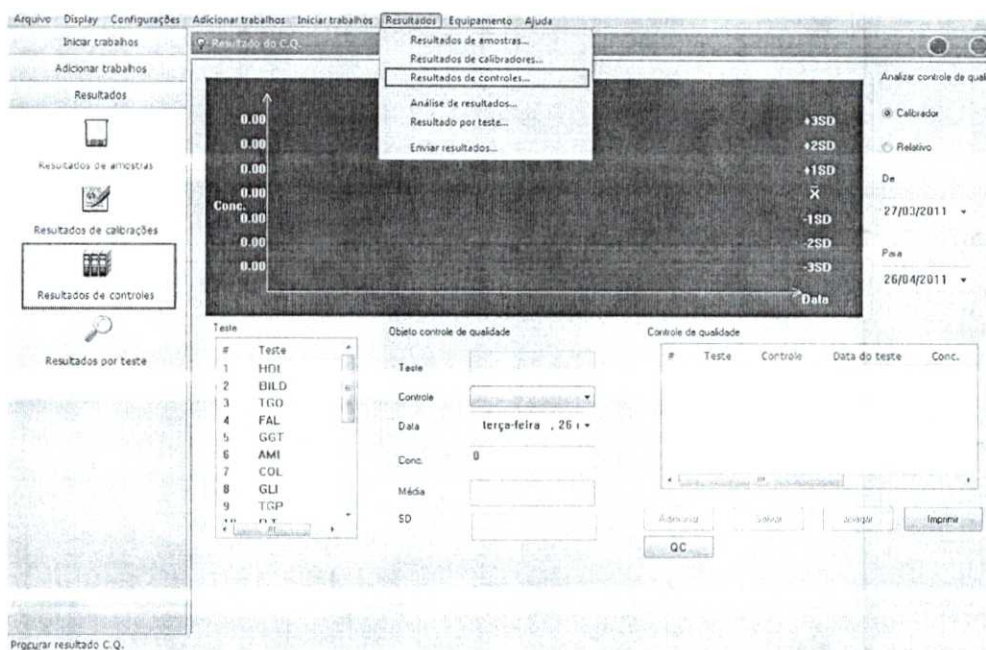 Arquivo Display Configurações Adicionar trabalhos Iniciar trabalhos Resultados Equipamento Ajuda
Iniciar trabalhos
Adicionar trabalhos
Resultados
Resultados de amostras
Resultados de calibrações
Resultados de controles
Resultados por teste
Resultado do C.Q.
Resultados de amostras...
Resultados de calibradores...
Resultados de controles...
Análise de resultados...
Resultado por teste...
Enviar resultados...
0.00
0.00
0.00
0.00
Conc.
0.00
0.00
0.00
+3SD
+2SD
+1SD
X̄
-1SD
-2SD
-3SD
Data
Analizar controle de quali
Calibrador
Relativo
De
27/03/2011
Para
26/04/2011
Teste
# Teste
1 HDL
2 BILD
3 TGO
4 FAL
5 GGT
6 AMI
7 COL
8 GLI
9 TGP
Objeto controle de qualidade
Teste
Controle
Data terça-feira , 26
Conc. 0
Média
SD
Controle de qualidade
# Teste Controle Data do teste Conc.
Adicionar Salvar Imprimir
QC
Procurar resultado C.Q.